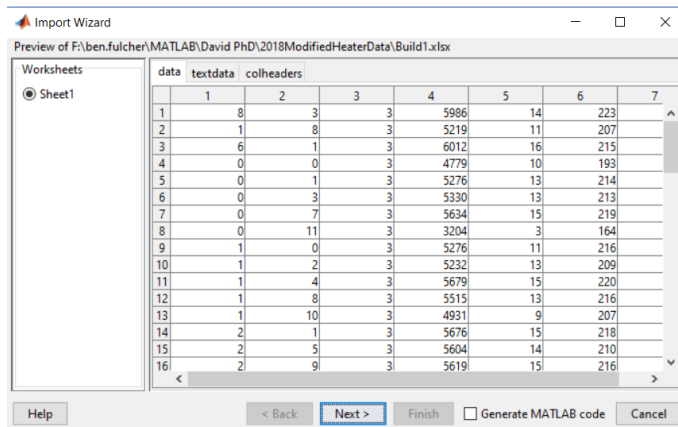 Import Wizard
Preview of F:\ben.fulcher\MATLAB\David PhD\2018ModifiedHeaterData\Build1.xlsx
Worksheets
Sheet1
data textdata colheaders
1 2 3 4 5 6 7
1 8 3 3 5986 14 223
2 1 8 3 5219 11 207
3 6 1 3 6012 16 215
4 0 0 3 4779 10 193
5 0 1 3 5276 13 214
6 0 3 3 5330 13 213
7 0 7 3 5634 15 219
8 0 11 3 3204 3 164
9 1 0 3 5276 11 216
10 1 2 3 5232 13 209
11 1 4 3 5679 15 220
12 1 8 3 5515 13 216
13 1 10 3 4931 9 207
14 2 1 3 5676 15 218
15 2 5 3 5604 14 210
16 2 9 3 5619 15 216
Help < Back Next > Finish Generate MATLAB code Cancel